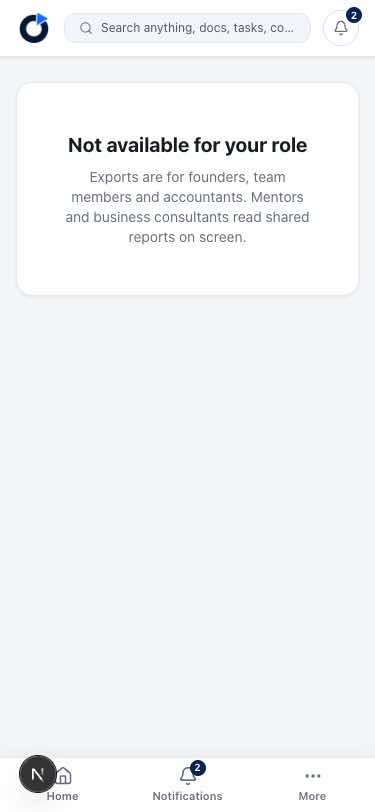 Search anything, docs, tasks, co...
2
Not available for your role
Exports are for founders, team
members and accountants. Mentors
and business consultants read shared
reports on screen.
N
2
Home
Notifications
More